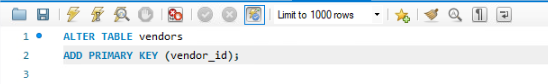 Limit to 1000 rows
1 ALTER TABLE vendors
2 ADD PRIMARY KEY (vendor_id);
3